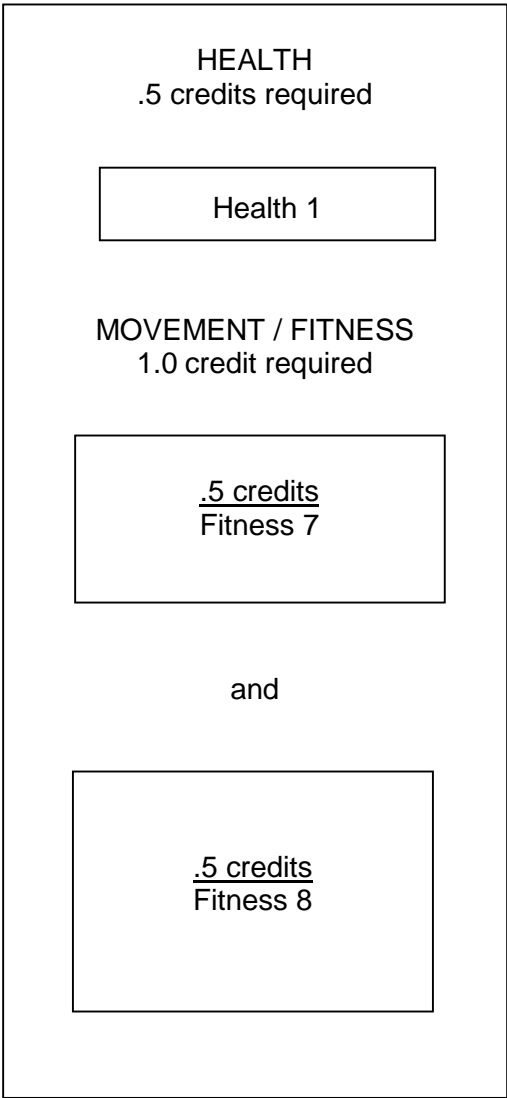 HEALTH
.5 credits required
Health 1
MOVEMENT / FITNESS
1.0 credit required
.5 credits
Fitness 7
and
.5 credits
Fitness 8